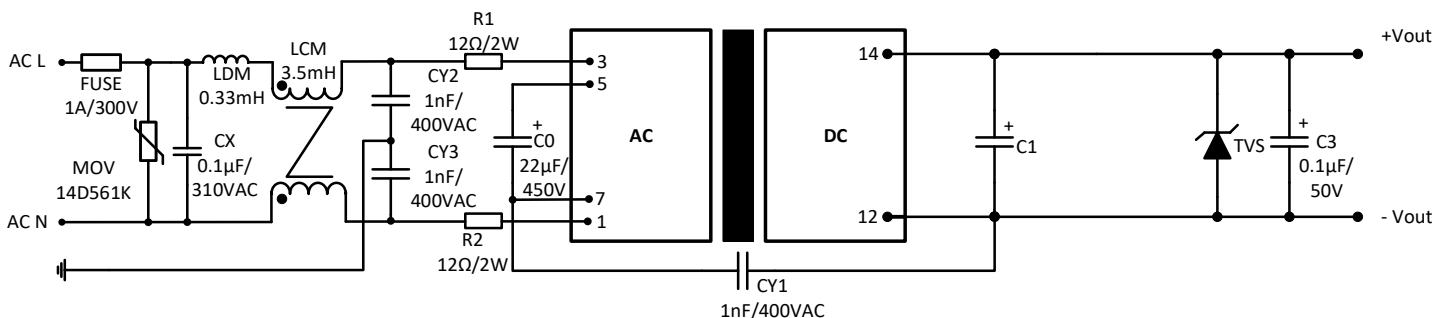 AC L
FUSE
1A/300V
MOV
14D561K
CX
0.1µF/
310VAC
LDM
0.33mH
LCM
3.5mH
AC N
CY2
1nF/
400VAC
CY3
1nF/
400VAC
R1
12Ω/2W
R2
12Ω/2W
+
C0
22µF/
450V
3
5
7
1
AC
DC
14
12
CY1
1nF/400VAC
+
C1
TVS
+
C3
0.1µF/
50V
+Vout
- Vout